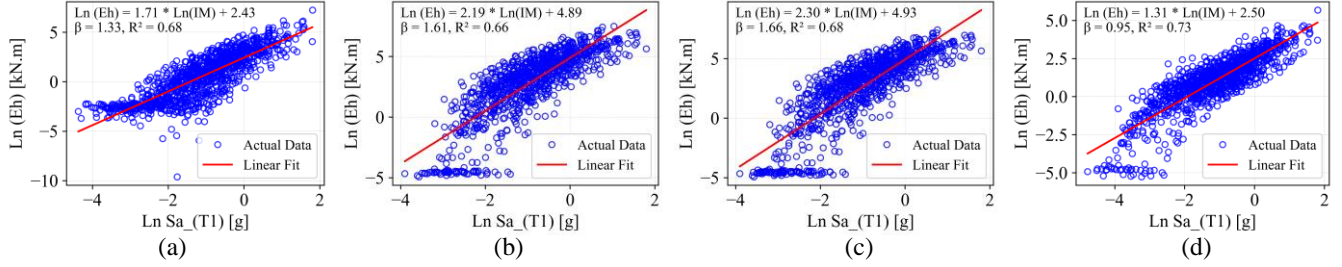 Ln (Eh) = 1.71 * Ln(IM) + 2.43
β = 1.33, R² = 0.68
Ln (Eh) [kN.m]
5
0
−5
−10
Actual Data
Linear Fit
−4
−2
0
2
Ln Sa_(T1) [g]
(a)
Ln (Eh) = 2.19 * Ln(IM) + 4.89
β = 1.61, R² = 0.66
Ln (Eh) [kN.m]
5
0
−5
Actual Data
Linear Fit
−4
−2
0
2
Ln Sa_(T1) [g]
(b)
Ln (Eh) = 2.30 * Ln(IM) + 4.93
β = 1.66, R² = 0.68
Ln (Eh) [kN.m]
5
0
−5
Actual Data
Linear Fit
−4
−2
0
2
Ln Sa_(T1) [g]
(c)
Ln (Eh) = 1.31 * Ln(IM) + 2.50
β = 0.95, R² = 0.73
Ln (Eh) [kN.m]
5.0
2.5
0.0
−2.5
−5.0
Actual Data
Linear Fit
−4
−2
0
2
Ln Sa_(T1) [g]
(d)